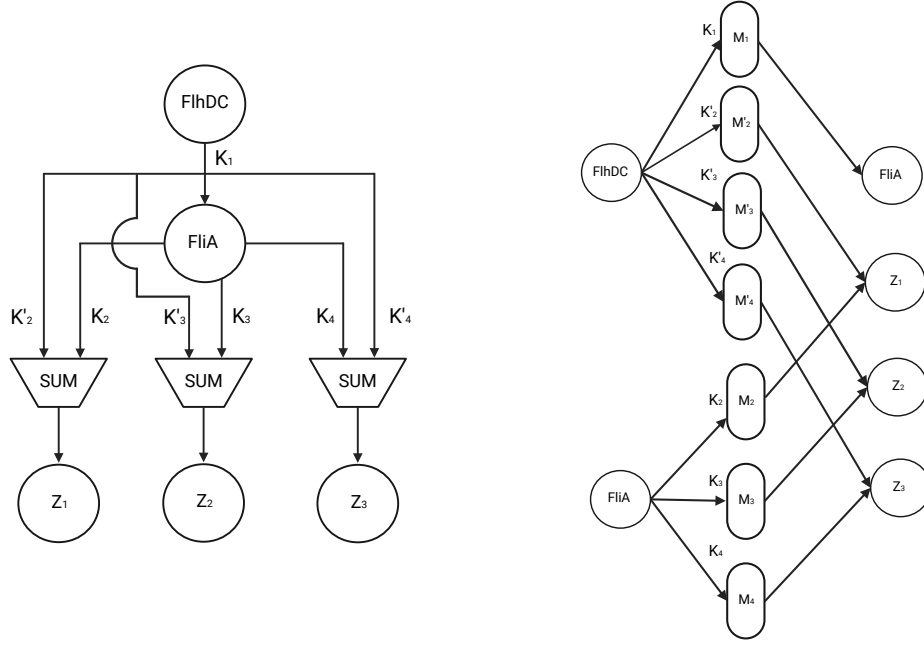 FlhDC
K₁
FliA
K'₂
K₂
K'₃
K₃
K₄
K'₄
SUM
SUM
SUM
Z₁
Z₂
Z₃
K₁
M₁
K'₂
M'₂
FlhDC
K'₃
M'₃
FliA
K'₄
M'₄
Z₁
K₂
M₂
Z₂
FliA
K₃
M₃
Z₃
K₄
M₄